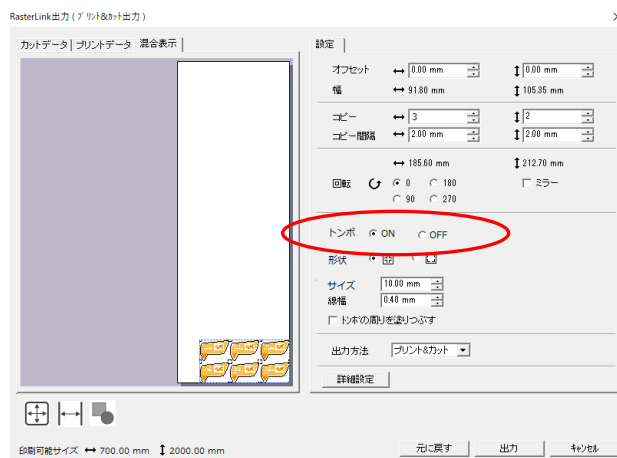 RasterLink出力 ( プリント&カット出力 )
カットデータ プリントデータ 混合表示
設定
オフセット 0.00 mm 0.00 mm
幅 91.80 mm 105.35 mm
コピー 3 2
コピー間隔 2.00 mm 2.00 mm
185.60 mm 212.70 mm
回転 0 180 ミラー
90 270
トンボ ON OFF
形状
サイズ 10.00 mm
線幅 0.40 mm
トンボの周りを塗りつぶす
出力方法 プリント&カット
詳細設定
印刷可能サイズ 700.00 mm 2000.00 mm
元に戻す 出力 キャンセル